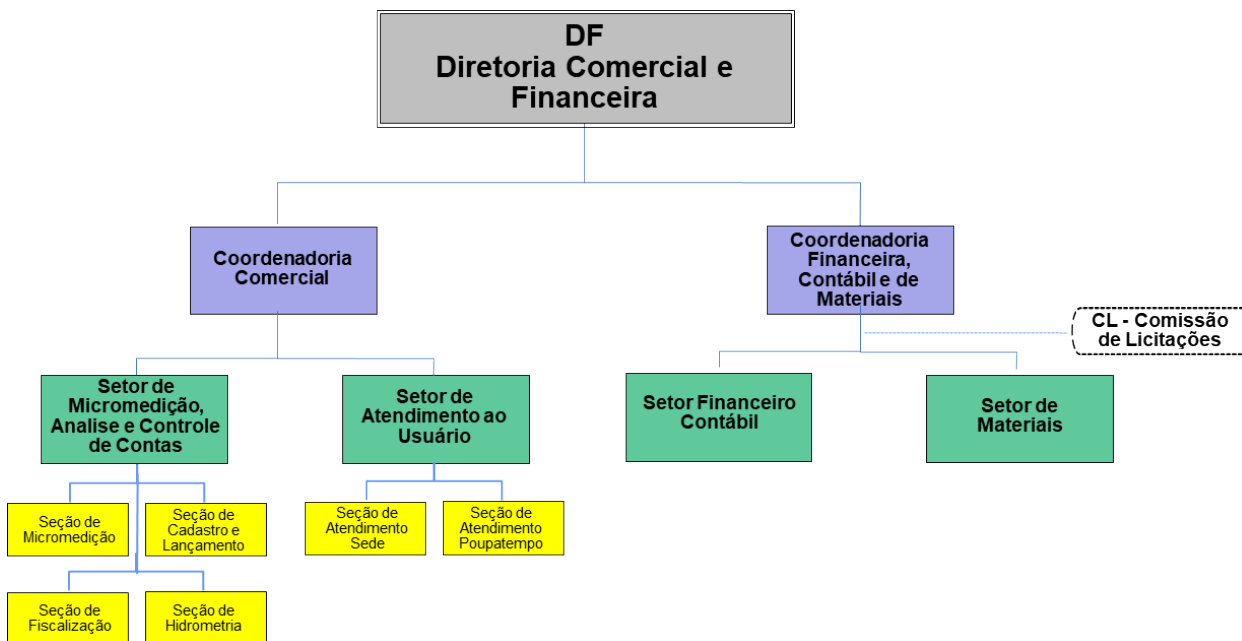 DF
Diretoria Comercial e
Financeira
Coordenadoria
Comercial
Coordenadoria
Financeira,
Contábil e de
Materiais
CL - Comissão
de Licitações
Setor de
Micromedição,
Analise e Controle
de Contas
Setor de
Atendimento ao
Usuário
Setor Financeiro
Contábil
Setor de
Materiais
Seção de
Micromedição
Seção de
Cadastro e
Lançamento
Seção de
Atendimento
Sede
Seção de
Atendimento
Poupatempo
Seção de
Fiscalização
Seção de
Hidrometria